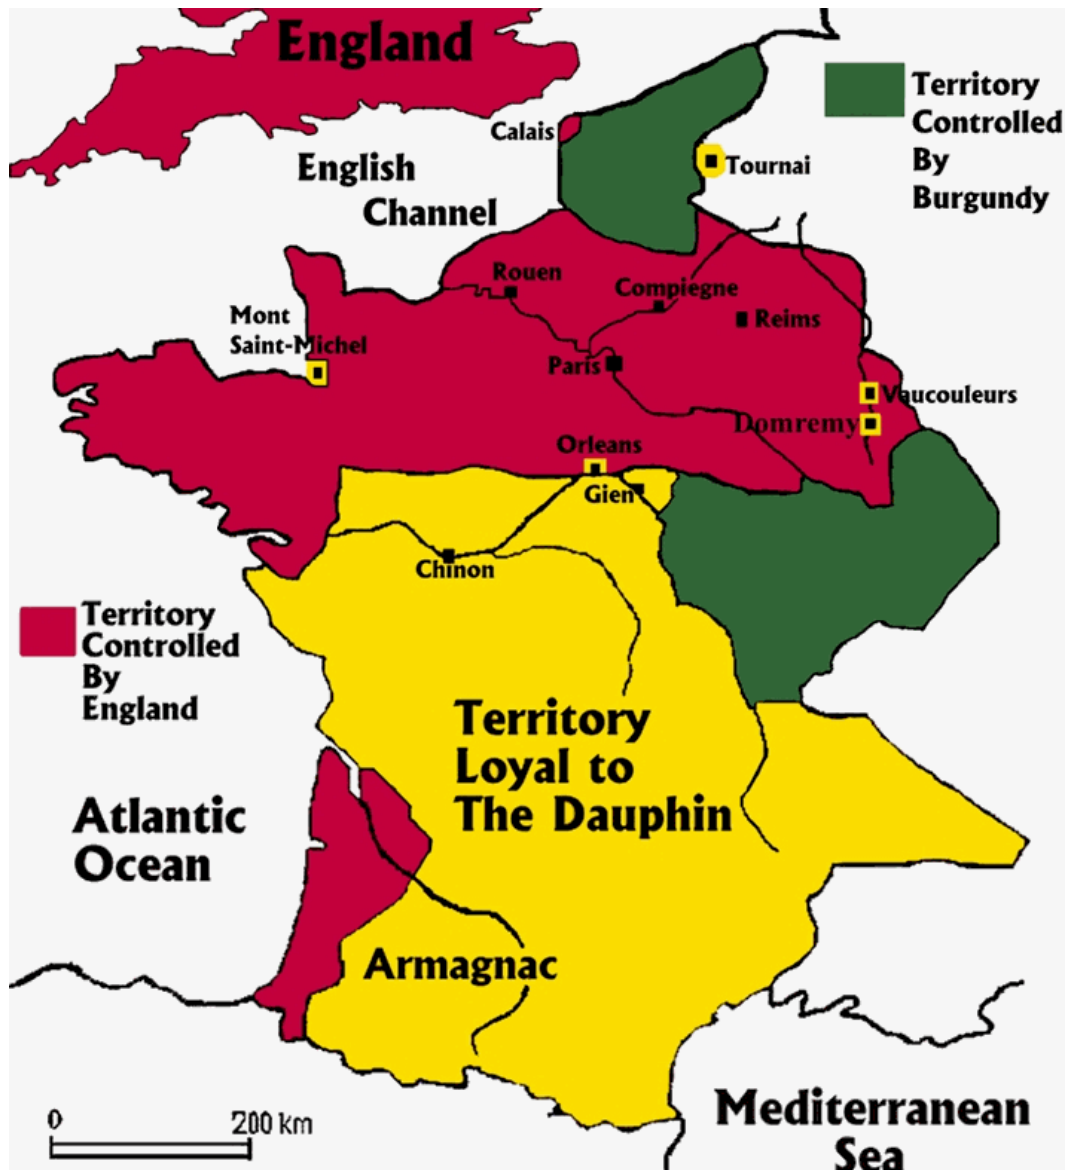 England
Territory
Controlled
By
Burgundy
Calais
Tournai
English
Channel
Rouen
Compiegne
Mont
Saint-Michel
Reims
Paris
Vaucouleurs
Domremy
Orleans
Gien
Chinon
Territory
Controlled
By
England
Territory
Loyal to
The Dauphin
Atlantic
Ocean
Armagnac
0 200 km
Mediterranean
Sea